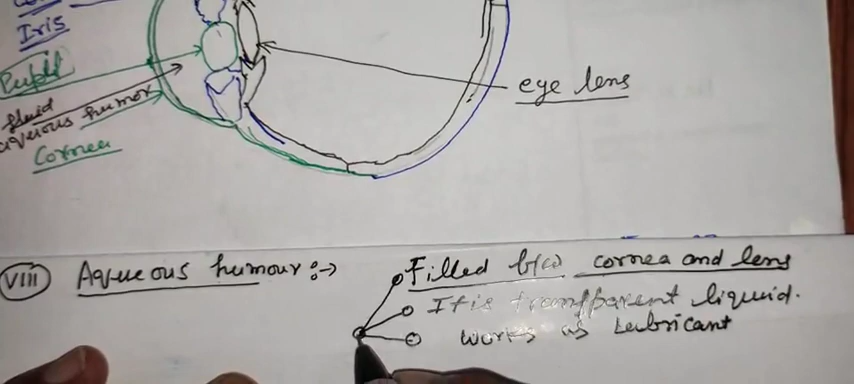 Iris
Pupil
fluid
aqueous humor
Cornea
eye lens
VIII Aqueous humour :→
Filled b(w) cornea and lens
It is transparent liquid.
works as Lubricant